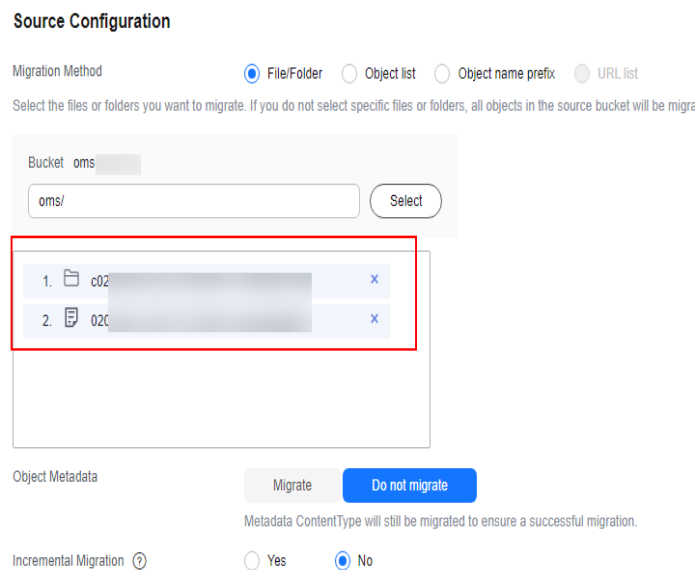 Source Configuration
Migration Method File/Folder Object list Object name prefix URL list
Select the files or folders you want to migrate. If you do not select specific files or folders, all objects in the source bucket will be migra
Bucket oms
oms/ Select
1. c02
2. 020
Object Metadata Migrate Do not migrate
Metadata ContentType will still be migrated to ensure a successful migration.
Incremental Migration ? Yes No